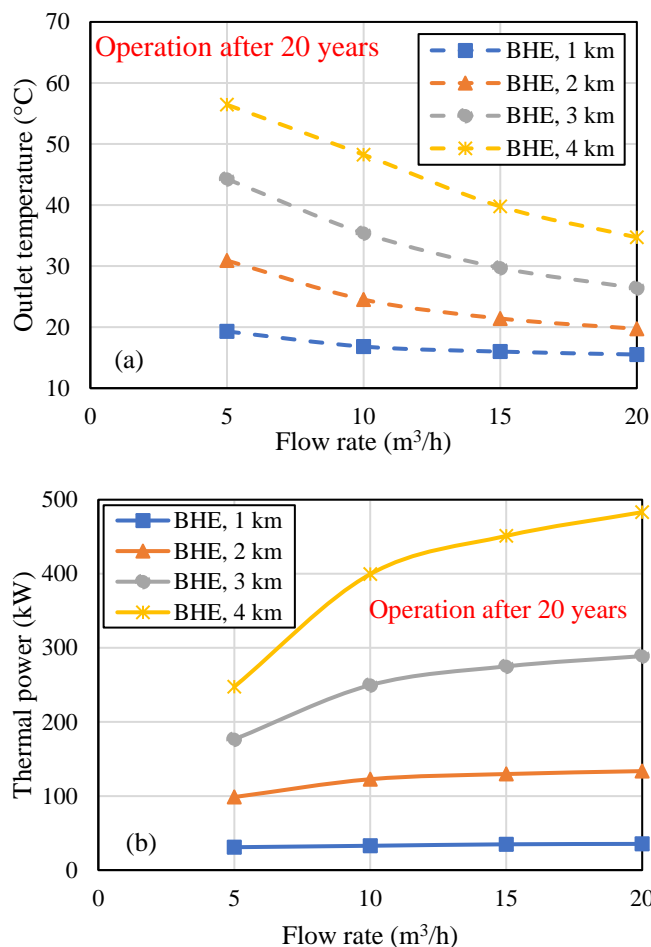 70
Operation after 20 years
BHE, 1 km
BHE, 2 km
BHE, 3 km
BHE, 4 km
60
50
40
30
20
10
Outlet temperature (°C)
(a)
0
5
10
15
20
Flow rate (m³/h)
500
BHE, 1 km
BHE, 2 km
BHE, 3 km
BHE, 4 km
400
Operation after 20 years
300
200
100
0
Thermal power (kW)
(b)
0
5
10
15
20
Flow rate (m³/h)